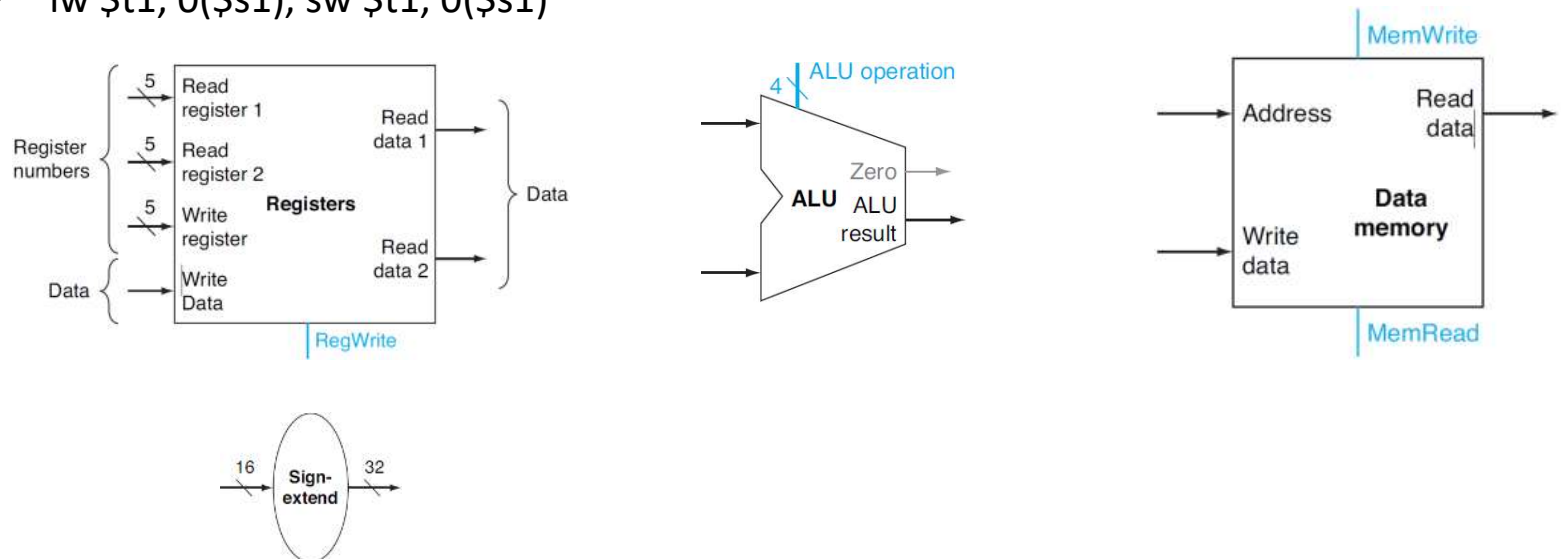 lw $t1, 0($s1), sw $t1, 0($s1)
Register
numbers
5
Read
register 1
5
Read
register 2
5
Write
register
Data
Write
Data
Registers
Read
data 1
Read
data 2
Data
RegWrite
4
ALU operation
Zero
ALU
ALU
result
MemWrite
Address
Read
data
Data
memory
Write
data
MemRead
16
Sign-
extend
32